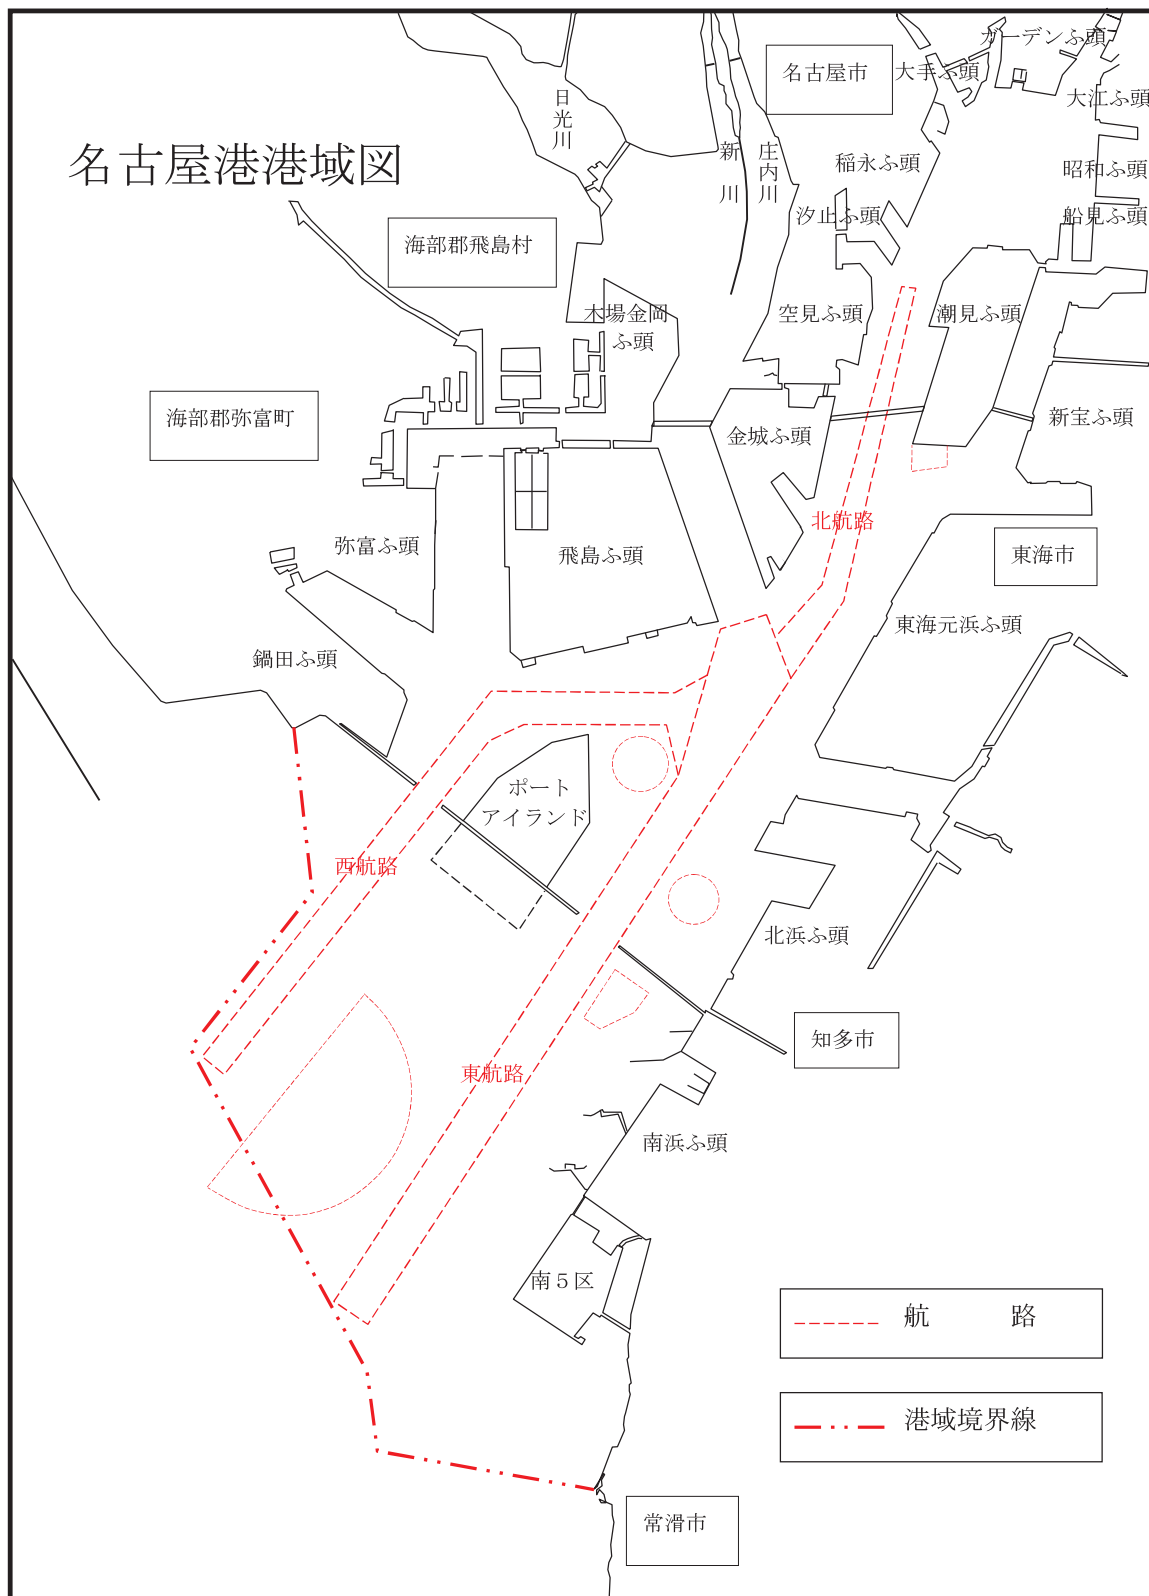 名古屋港港域図
ガーデンふ頭
名古屋市
大手ふ頭
大江ふ頭
日光川
新川
庄内川
稲永ふ頭
昭和ふ頭
汐止ふ頭
船見ふ頭
海部郡飛島村
木場金岡
ふ頭
空見ふ頭
潮見ふ頭
海部郡弥富町
金城ふ頭
新宝ふ頭
北航路
弥富ふ頭
飛島ふ頭
東海市
東海元浜ふ頭
鍋田ふ頭
ポート
アイランド
西航路
北浜ふ頭
知多市
東航路
南浜ふ頭
南５区
航　　路
港域境界線
常滑市